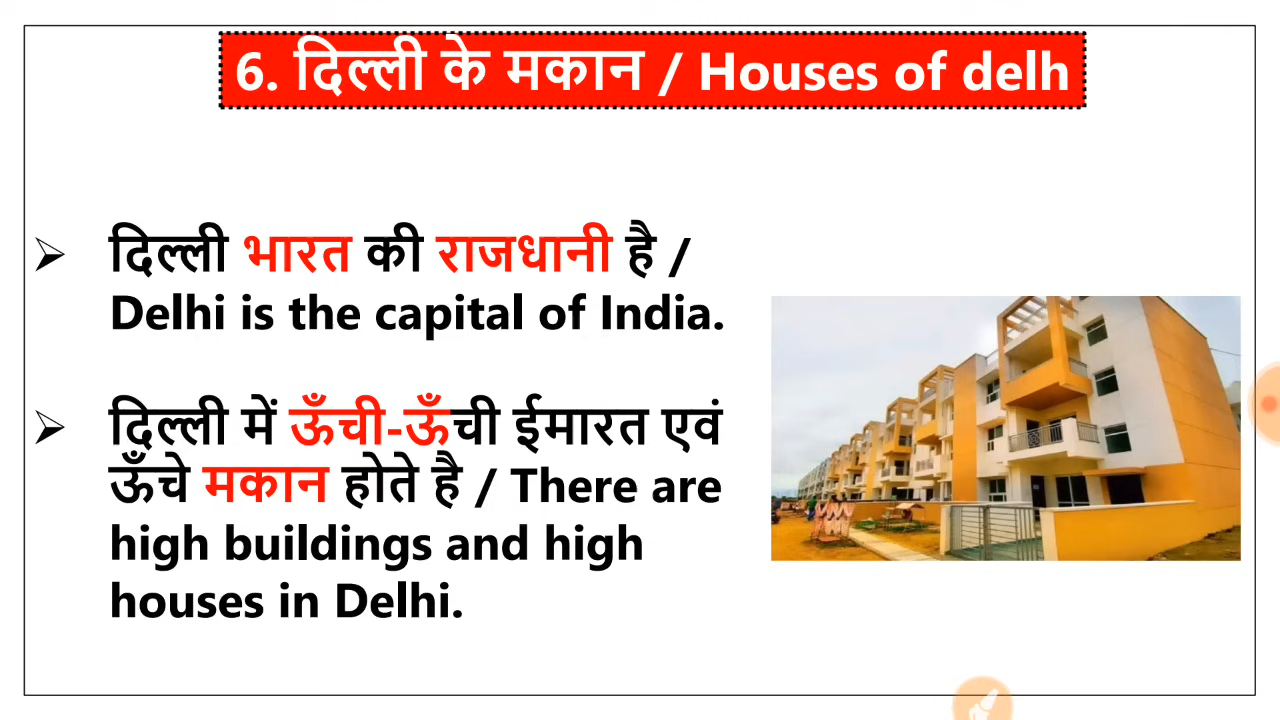 6. दिल्ली के मकान / Houses of delh
दिल्ली भारत की राजधानी है /
Delhi is the capital of India.
दिल्ली में ऊँची-ऊँची ईमारत एवं
ऊँचे मकान होते है / There are
high buildings and high
houses in Delhi.